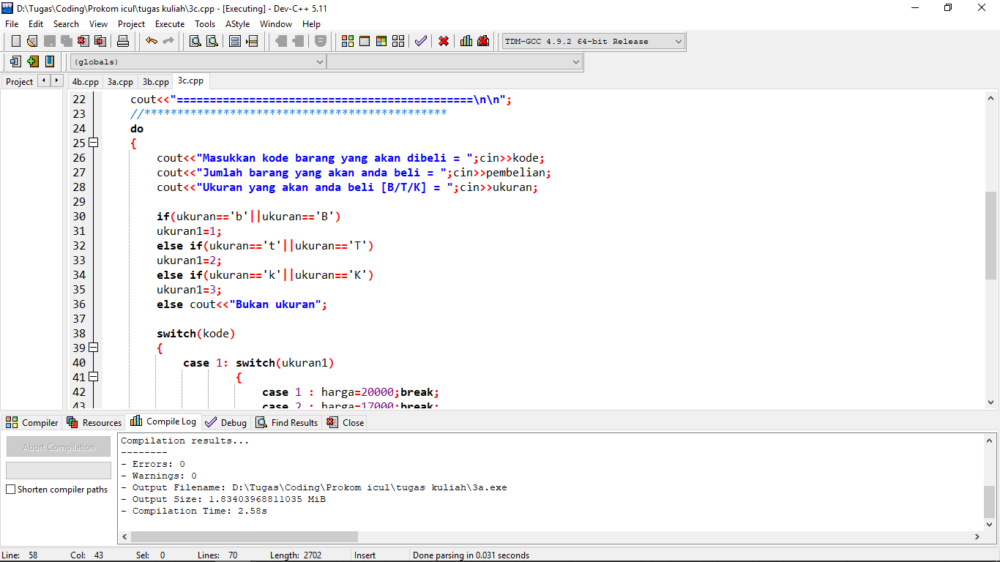 D:\Tugas\Coding\Prokom icul\tugas kuliah\3c.cpp - [Executing] - Dev-C++ 5.11
File Edit Search View Project Execute Tools AStyle Window Help
TDM-GCC 4.9.2 64-bit Release
(globals)
Project 4b.cpp 3a.cpp 3b.cpp 3c.cpp
22 cout<<"=============================================\n\n";
23 //**********************************************
24 do
25 {
26 cout<<"Masukkan kode barang yang akan dibeli = ";cin>>kode;
27 cout<<"Jumlah barang yang akan anda beli = ";cin>>pembelian;
28 cout<<"Ukuran yang akan anda beli [B/T/K] = ";cin>>ukuran;
29
30 if(ukuran=='b'||ukuran=='B')
31 ukuran1=1;
32 else if(ukuran=='t'||ukuran=='T')
33 ukuran1=2;
34 else if(ukuran=='k'||ukuran=='K')
35 ukuran1=3;
36 else cout<<"Bukan ukuran";
37
38 switch(kode)
39 {
40 case 1: switch(ukuran1)
41 {
42 case 1 : harga=20000;break;
43 case 2 : harga=17000;break;
Compiler Resources Compile Log Debug Find Results Close
Abort Compilation
Shorten compiler paths
Compilation results...
--------
- Errors: 0
- Warnings: 0
- Output Filename: D:\Tugas\Coding\Prokom icul\tugas kuliah\3a.exe
- Output Size: 1.83403968811035 MiB
- Compilation Time: 2.58s
Line: 58 Col: 43 Sel: 0 Lines: 70 Length: 2702 Insert Done parsing in 0.031 seconds